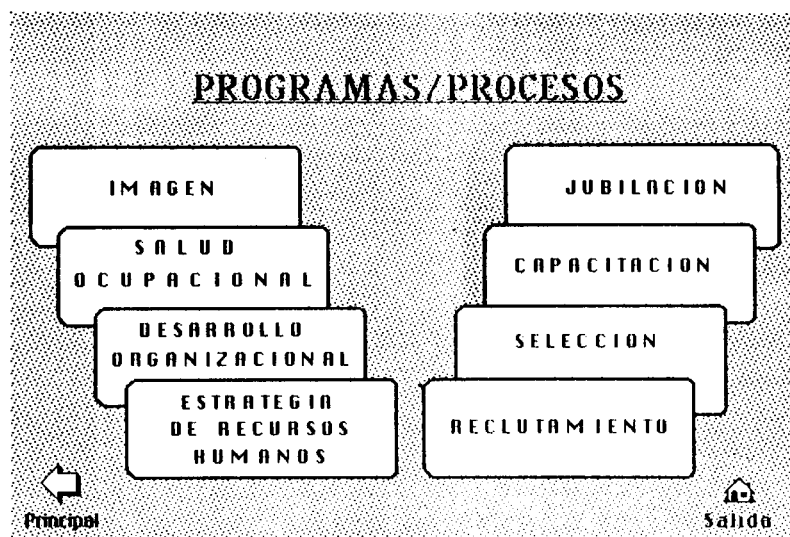 PROGRAMAS/PROCESOS
IMAGEN
SALUD
OCUPACIONAL
DESARROLLO
ORGANIZACIONAL
ESTRATEGIA
DE RECURSOS
HUMANOS
JUBILACION
CAPACITACION
SELECCION
RECLUTAMIENTO
Principal
Salida